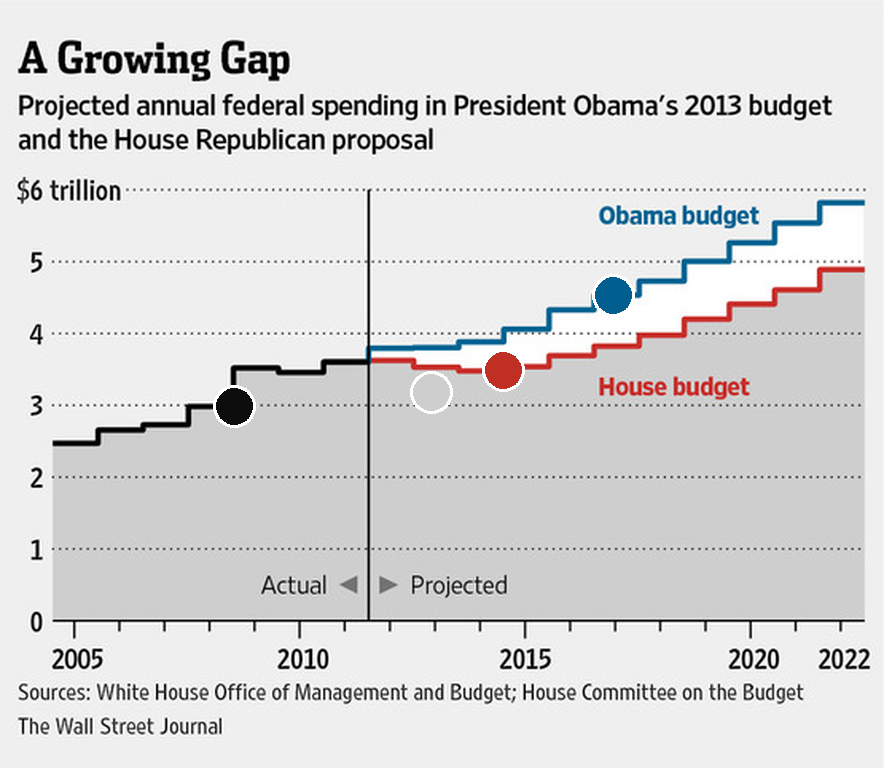 A Growing Gap
Projected annual federal spending in President Obama's 2013 budget
and the House Republican proposal
$6 trillion
Obama budget
5
4
House budget
3
2
1
Actual
Projected
0
2005
2010
2015
2020
2022
Sources: White House Office of Management and Budget; House Committee on the Budget
The Wall Street Journal